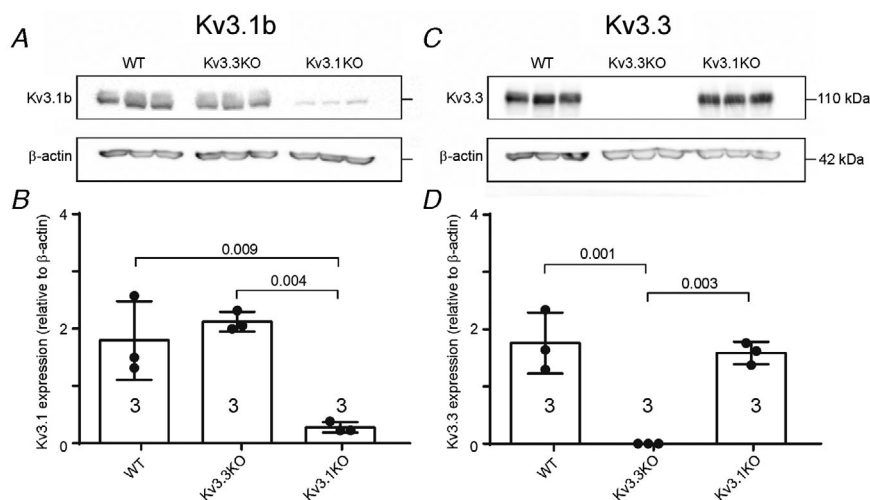 A
Kv3.1b
WT
Kv3.3KO
Kv3.1KO
Kv3.1b
β-actin
B
Kv3.1 expression (relative to β-actin)
4
2
0
0.009
0.004
3
3
3
WT
Kv3.3KO
Kv3.1KO
C
Kv3.3
WT
Kv3.3KO
Kv3.1KO
Kv3.3
110 kDa
β-actin
42 kDa
D
Kv3.3 expression (relative to β-actin)
4
2
0
0.001
0.003
3
3
3
WT
Kv3.3KO
Kv3.1KO